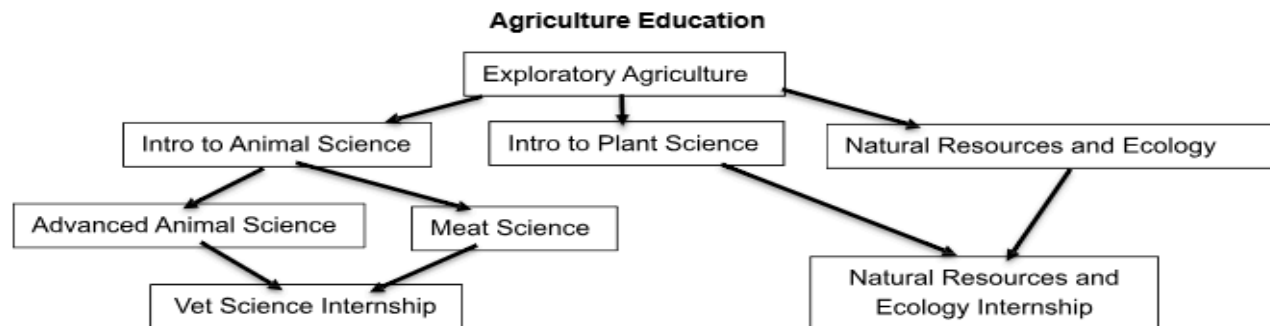 Agriculture Education
Exploratory Agriculture
Intro to Animal Science
Intro to Plant Science
Natural Resources and Ecology
Advanced Animal Science
Meat Science
Vet Science Internship
Natural Resources and
Ecology Internship